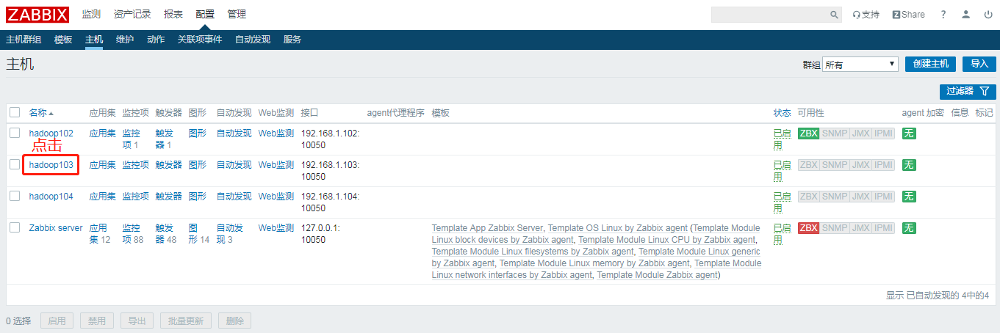 ZABBIX 监测 资产记录 报表 配置 管理 支持 Z Share ?
主机群组 模板 主机 维护 动作 关联项事件 自动发现 服务
主机 群组 所有 创建主机 导入
过滤器
名称 应用集 监控项 触发器 图形 自动发现 Web监测 接口 agent代理程序 模板 状态 可用性 agent 加密 信息 标记
hadoop102 应用集 监控 触发 图形 自动发现 Web监测 192.168.1.102: 已启 ZBX SNMP JMX IPMI 无
项 1 器 1 10050 用
点击
hadoop103 应用集 监控项 触发器 图形 自动发现 Web监测 192.168.1.103: 已启 ZBX SNMP JMX IPMI 无
10050 用
hadoop104 应用集 监控项 触发器 图形 自动发现 Web监测 192.168.1.104: 已启 ZBX SNMP JMX IPMI 无
10050 用
Zabbix server 应用 监控 触发 图 自动发 Web监测 127.0.0.1: Template App Zabbix Server, Template OS Linux by Zabbix agent (Template Module 已启 ZBX SNMP JMX IPMI 无
集 12 项 88 器 48 形 14 现 3 10050 Linux block devices by Zabbix agent, Template Module Linux CPU by Zabbix agent, 用
Template Module Linux filesystems by Zabbix agent, Template Module Linux generic
by Zabbix agent, Template Module Linux memory by Zabbix agent, Template Module
Linux network interfaces by Zabbix agent, Template Module Zabbix agent)
显示 已自动发现的 4中的4
0 选择 启用 禁用 导出 批量更新 删除